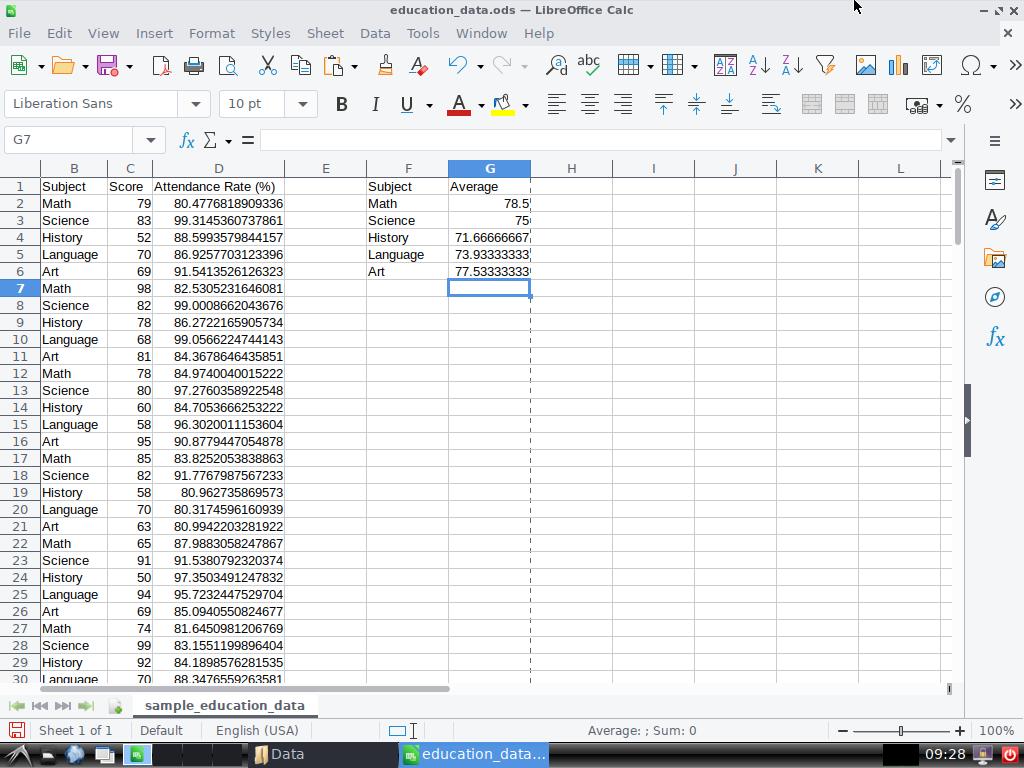 education_data.ods — LibreOffice Calc
File Edit View Insert Format Styles Sheet Data Tools Window Help
abc
Liberation Sans 10 pt B I U A %
G7 fx Σ =
B C D E F G H I J K L
1 Subject Score Attendance Rate (%) Subject Average
2 Math 79 80.4776818909336 Math 78.5
3 Science 83 99.3145360737861 Science 75
4 History 52 88.5993579844157 History 71.66666667
5 Language 70 86.9257703123396 Language 73.93333333
6 Art 69 91.5413526126323 Art 77.53333333
7 Math 98 82.5305231646081
8 Science 82 99.0008662043676
9 History 78 86.2722165905734
10 Language 68 99.0566224744143
11 Art 81 84.3678646435851
12 Math 78 84.9740040015222
13 Science 80 97.2760358922548
14 History 60 84.7053666253222
15 Language 58 96.3020011153604
16 Art 95 90.8779447054878
17 Math 85 83.8252053838863
18 Science 82 91.7767987567233
19 History 58 80.962735869573
20 Language 70 80.3174596160939
21 Art 63 80.9942203281922
22 Math 65 87.9883058247867
23 Science 91 91.5380792320374
24 History 50 97.3503491247832
25 Language 94 95.7232447529704
26 Art 69 85.0940550824677
27 Math 74 81.6450981206769
28 Science 99 83.1551199896404
29 History 92 84.1898576281535
30 Language 70 88.3476559263581
sample_education_data
Sheet 1 of 1 Default English (USA) Average: ; Sum: 0 100%
Data education_data... 09:28